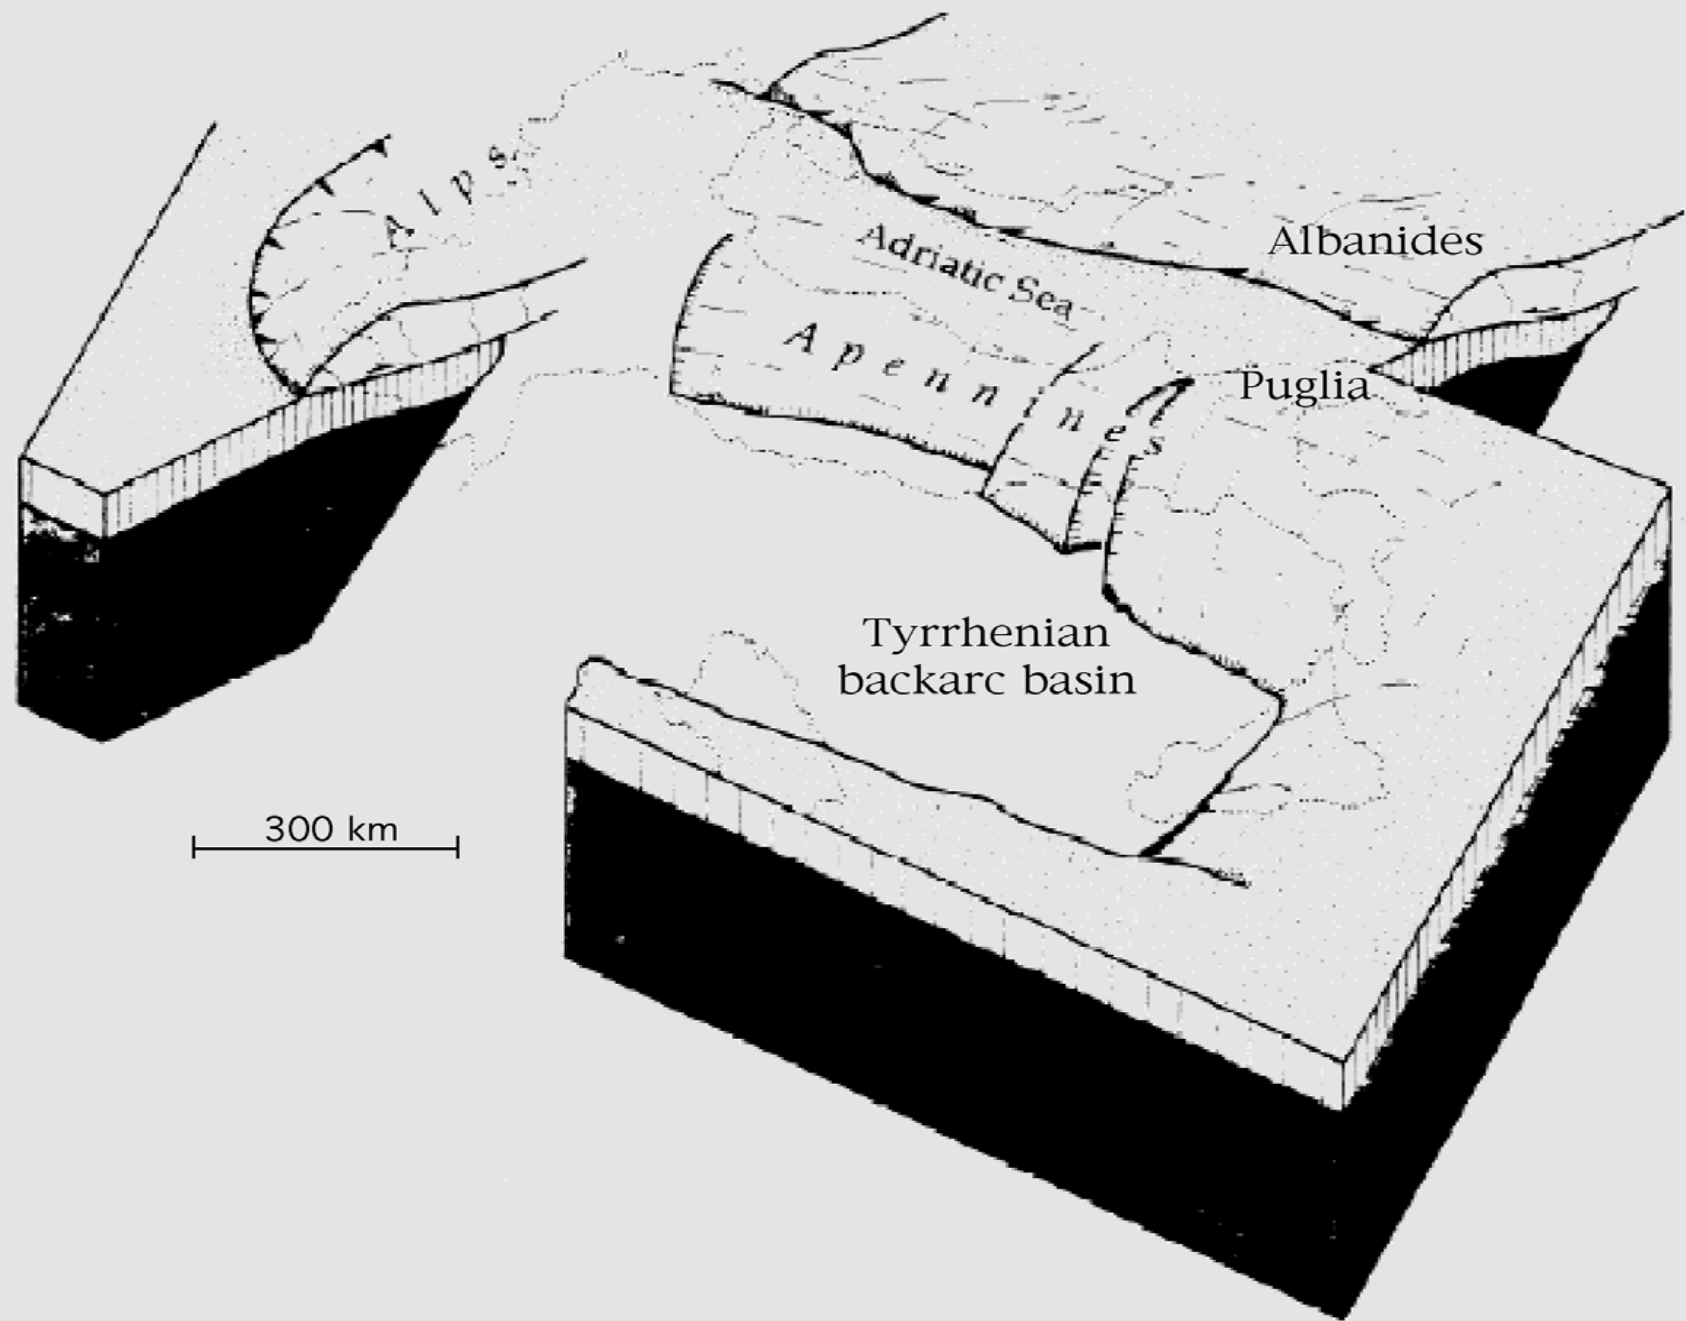 Alps
Adriatic Sea
Albanides
Apennines
Puglia
Tyrrhenian
backarc basin
300 km